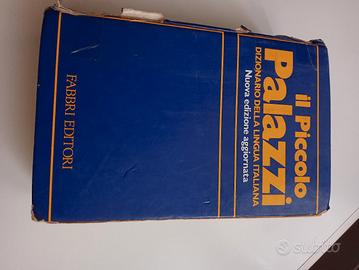 il Piccolo
Palazzi
DIZIONARIO DELLA LINGUA ITALIANA
Nuova edizione aggiornata
FABBRI EDITORI
subito